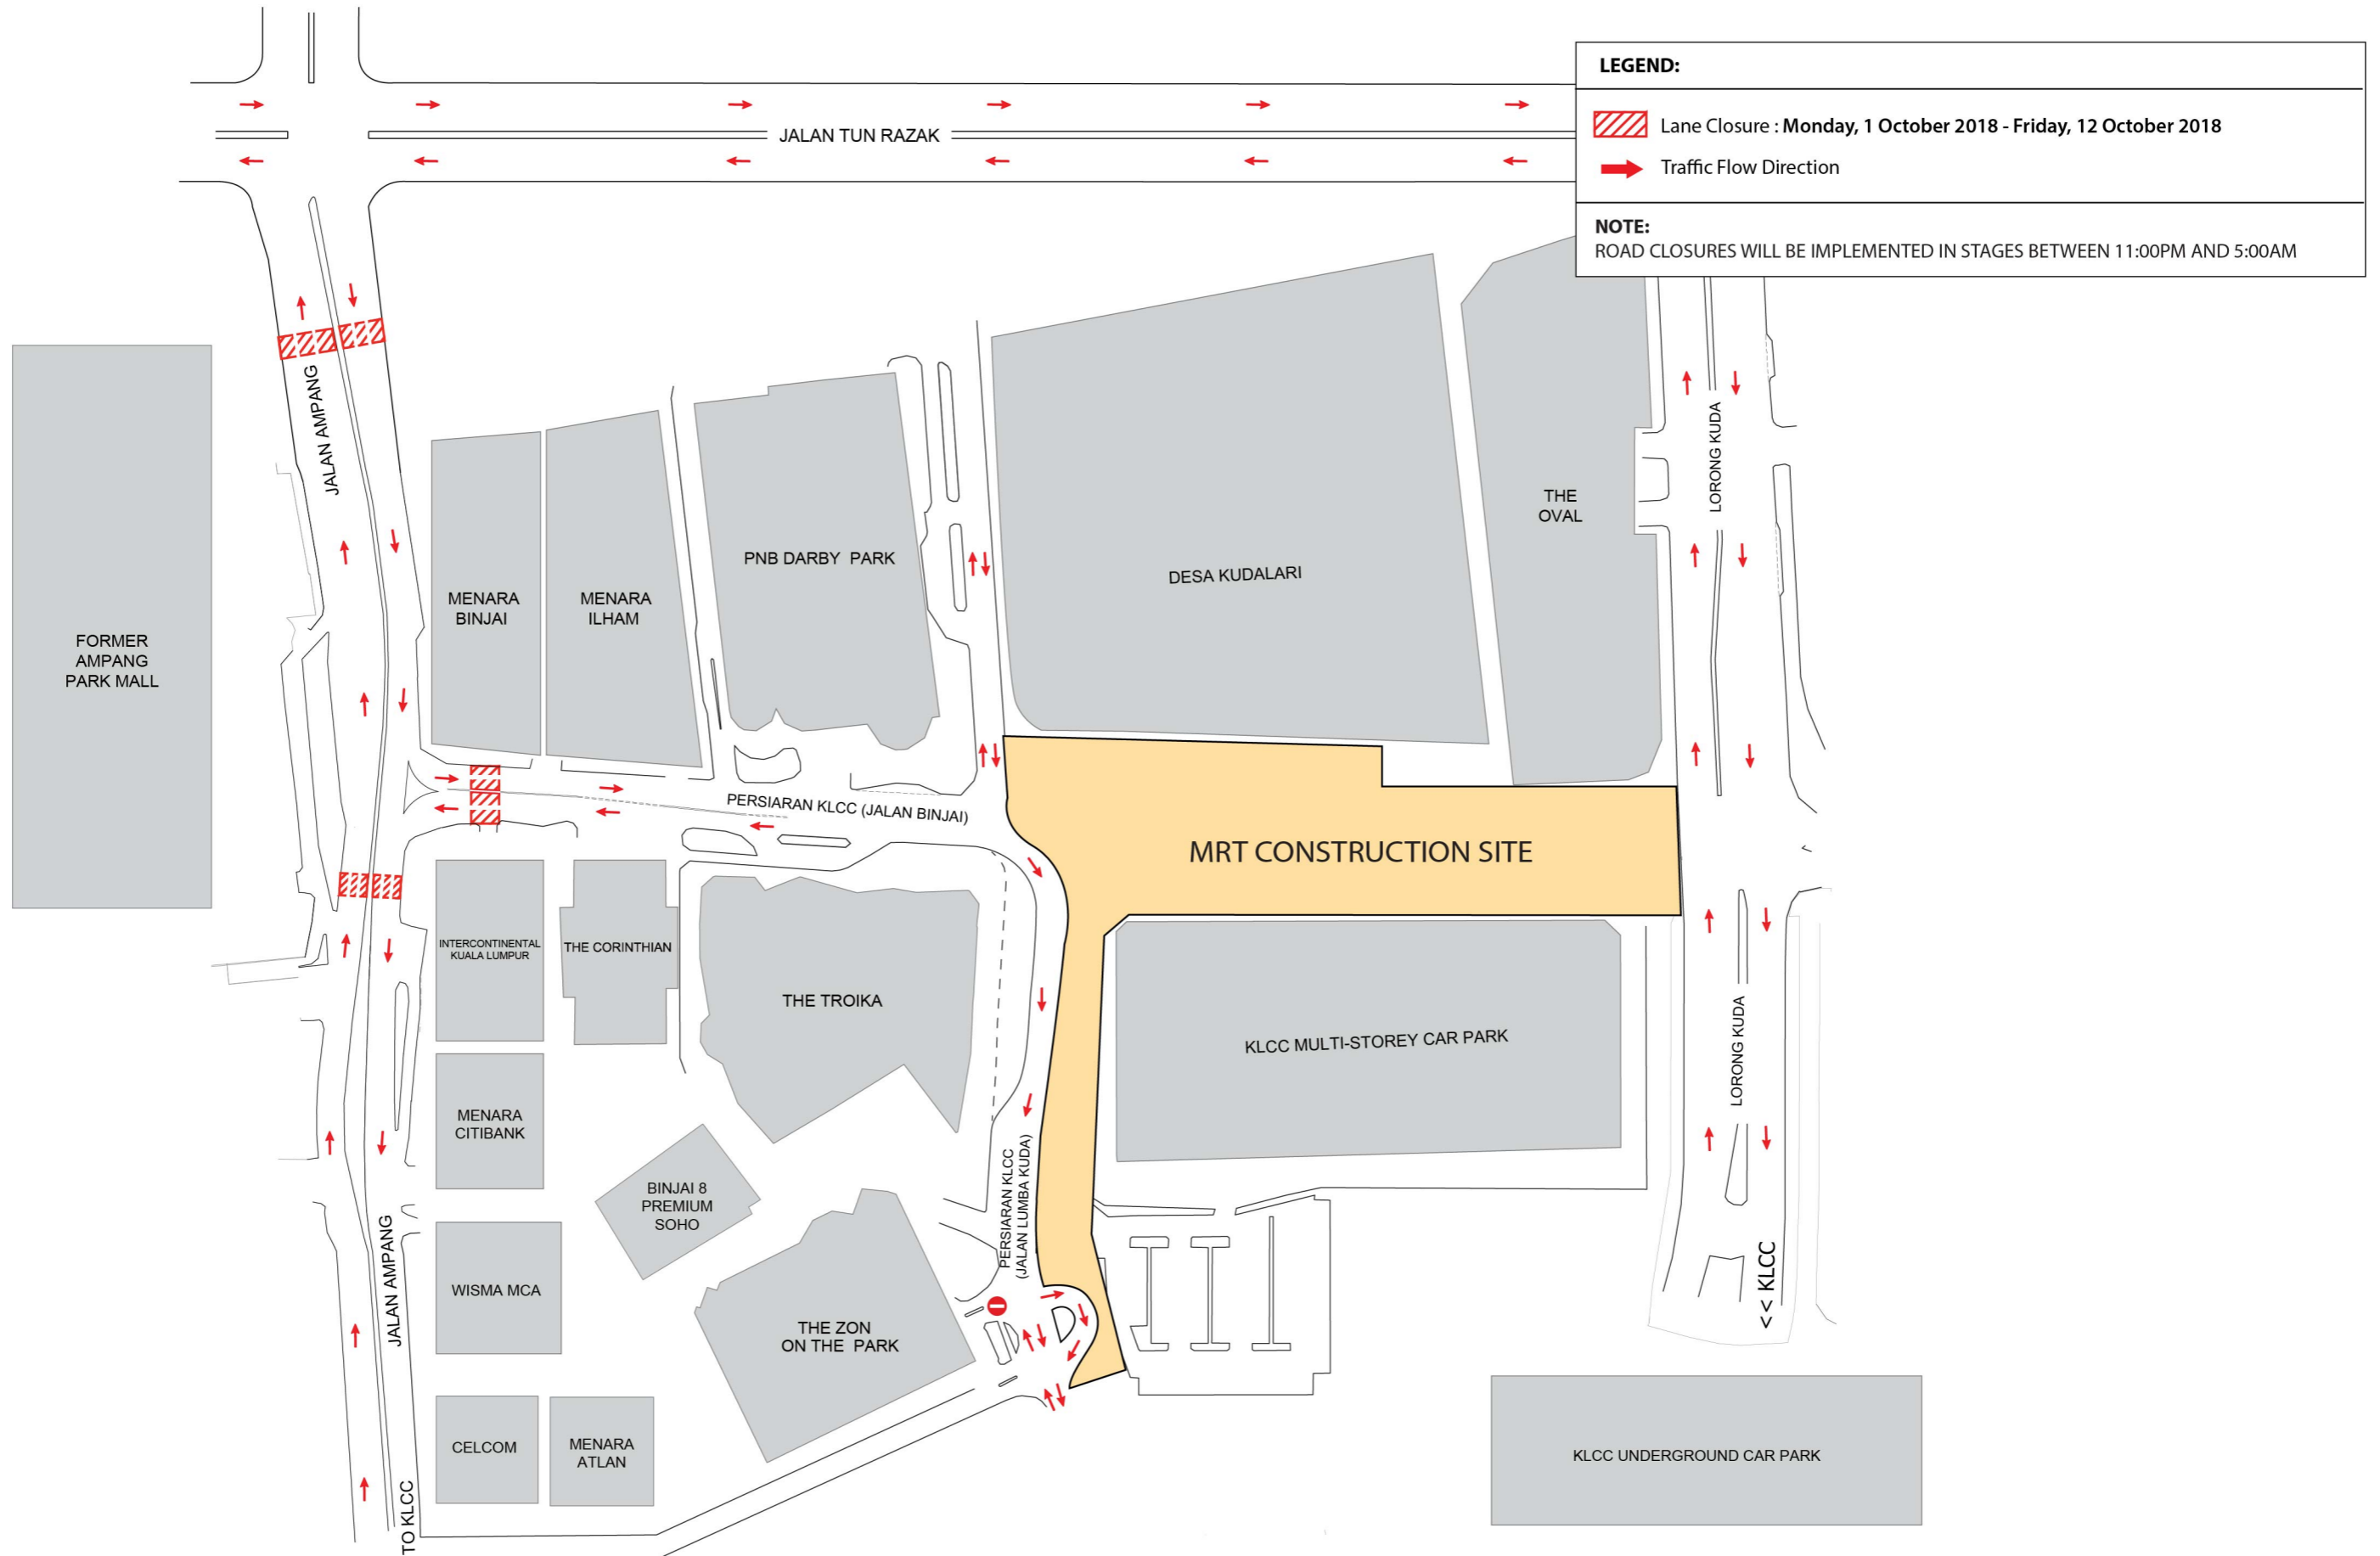 LEGEND:
Lane Closure : Monday, 1 October 2018 - Friday, 12 October 2018
Traffic Flow Direction
NOTE:
ROAD CLOSURES WILL BE IMPLEMENTED IN STAGES BETWEEN 11:00PM AND 5:00AM
JALAN TUN RAZAK
JALAN AMPANG
LORONG KUDA
THE
OVAL
PNB DARBY PARK
DESA KUDALARI
MENARA
BINJAI
MENARA
ILHAM
FORMER
AMPANG
PARK MALL
PERSIARAN KLCC (JALAN BINJAI)
MRT CONSTRUCTION SITE
INTERCONTINENTAL
KUALA LUMPUR
THE CORINTHIAN
THE TROIKA
KLCC MULTI-STOREY CAR PARK
LORONG KUDA
MENARA
CITIBANK
BINJAI 8
PREMIUM
SOHO
PERSIARAN KLCC
(JALAN LUMBA KUDA)
JALAN AMPANG
WISMA MCA
<< KLCC
THE ZON
ON THE PARK
CELCOM
MENARA
ATLAN
KLCC UNDERGROUND CAR PARK
TO KLCC